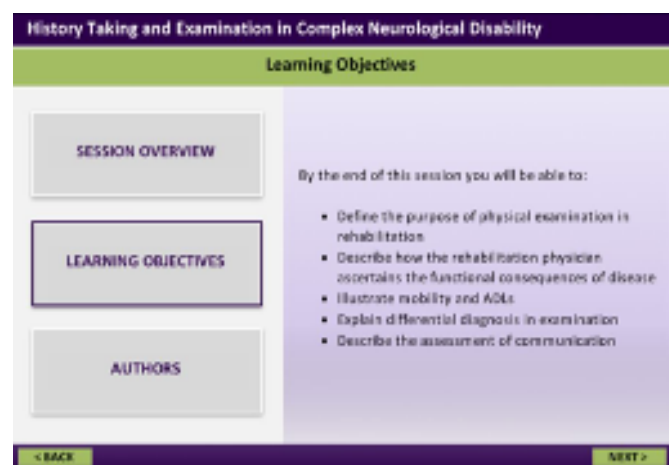 History Taking and Examination in Complex Neurological Disability
Learning Objectives
SESSION OVERVIEW
LEARNING OBJECTIVES
AUTHORS
By the end of this session you will be able to:
• Define the purpose of physical examination in
rehabilitation
• Describe how the rehabilitation physician
ascertains the functional consequences of disease
• Illustrate mobility and ADLs
• Explain differential diagnosis in examination
• Describe the assessment of communication
< BACK
NEXT >